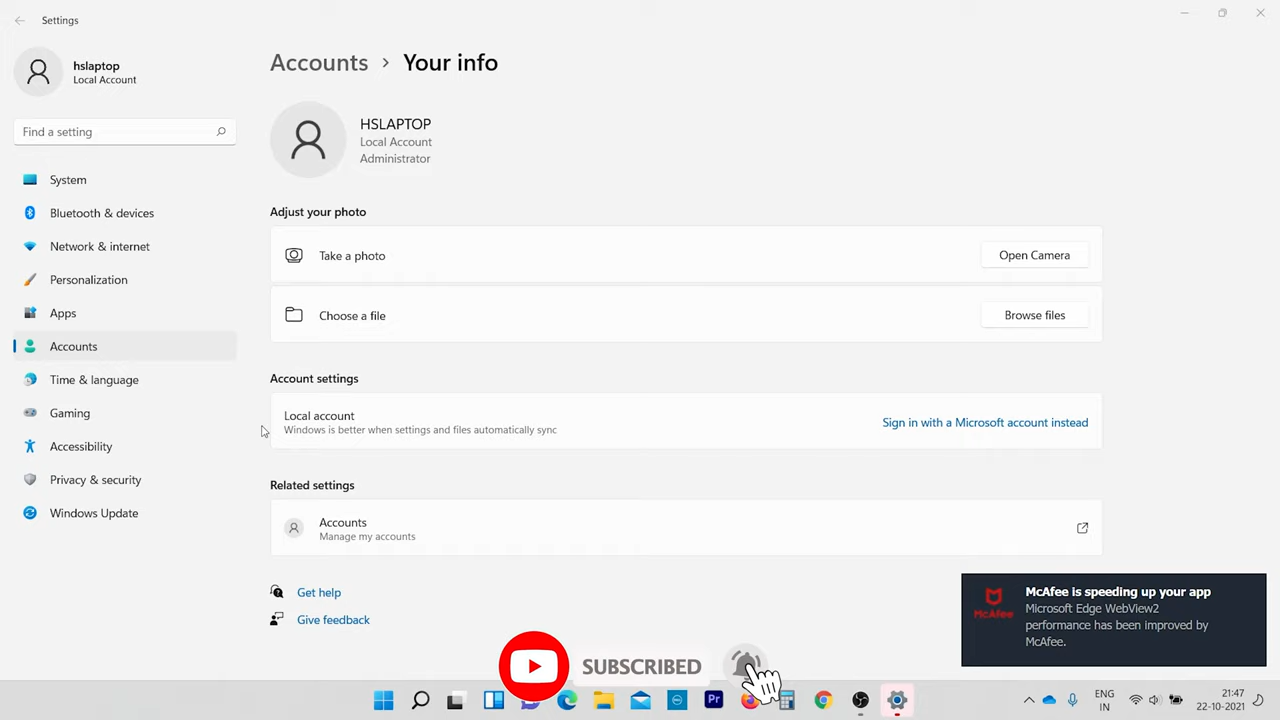 Settings
hslaptop
Local Account
Find a setting
System
Bluetooth & devices
Network & internet
Personalization
Apps
Accounts
Time & language
Gaming
Accessibility
Privacy & security
Windows Update
Accounts > Your info
HSLAPTOP
Local Account
Administrator
Adjust your photo
Take a photo
Open Camera
Choose a file
Browse files
Account settings
Local account
Windows is better when settings and files automatically sync
Sign in with a Microsoft account instead
Related settings
Accounts
Manage my accounts
Get help
Give feedback
McAfee
McAfee is speeding up your app
Microsoft Edge WebView2
performance has been improved by
McAfee.
SUBSCRIBED
Pr
ENG
IN
21:47
22-10-2021